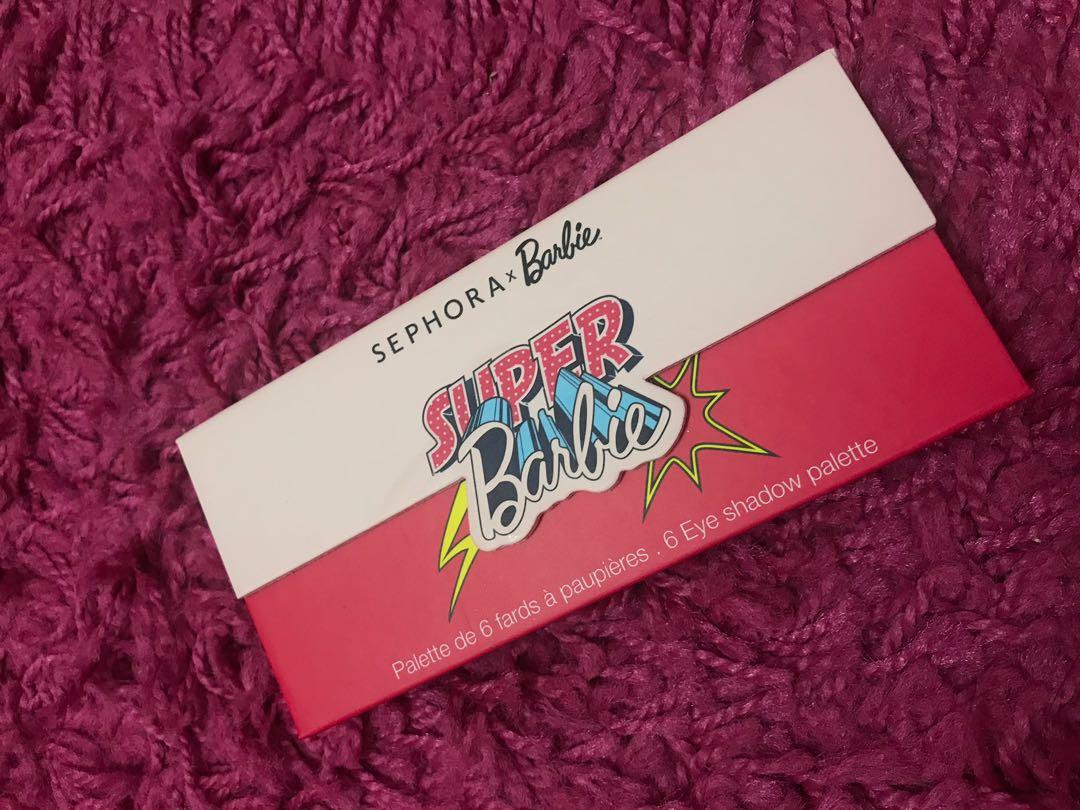 SEPHORA x Barbie
SUPER
Barbie
Palette de 6 fards à paupières . 6 Eye shadow palette